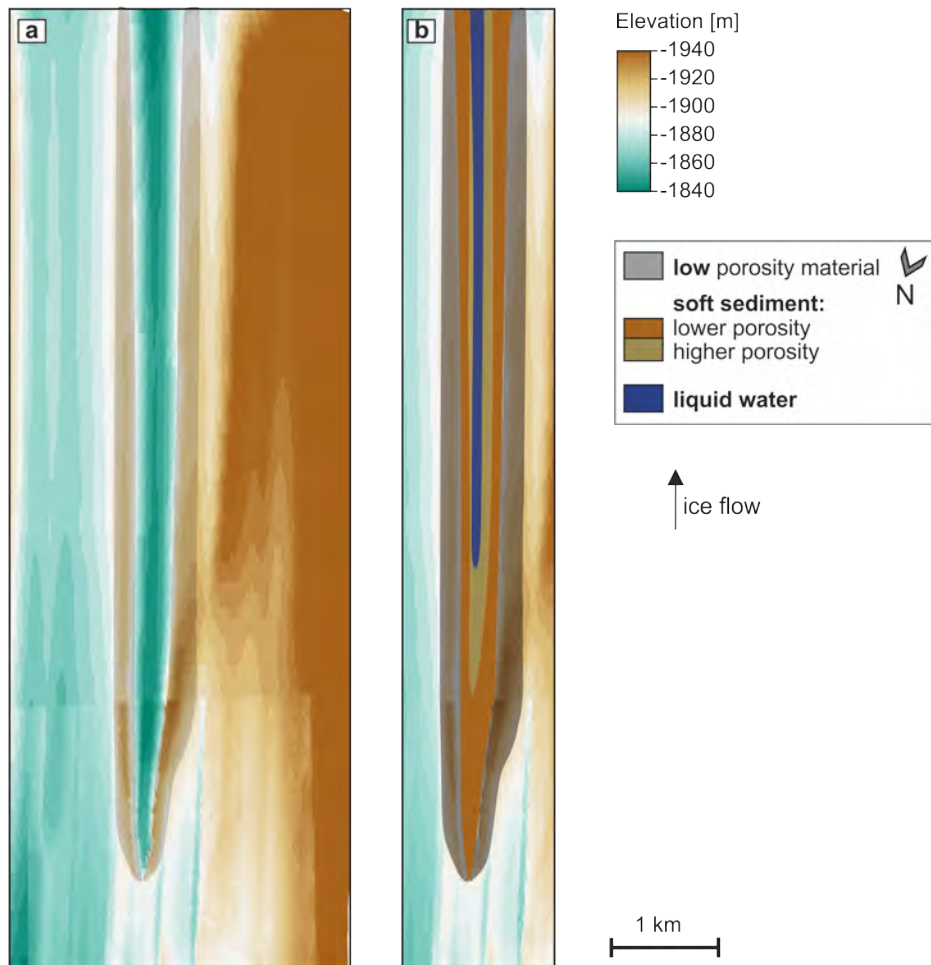 a
b
Elevation [m]
-1940
-1920
-1900
-1880
-1860
-1840
low porosity material
N
soft sediment:
lower porosity
higher porosity
liquid water
ice flow
1 km